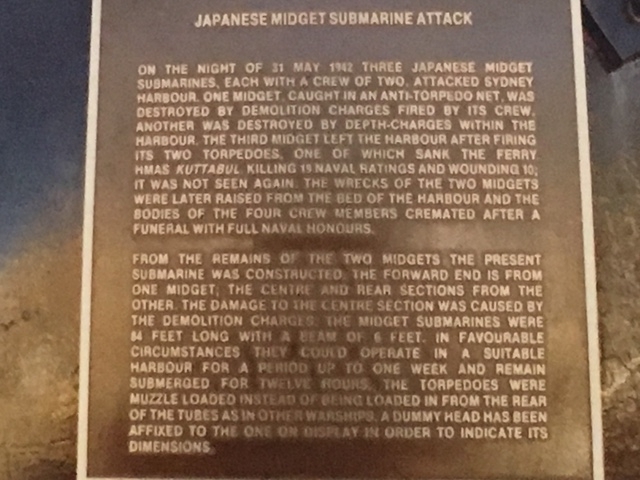 JAPANESE MIDGET SUBMARINE ATTACK
ON THE NIGHT OF 31 MAY 1942 THREE JAPANESE MIDGET
SUBMARINES, EACH WITH A CREW OF TWO, ATTACKED SYDNEY
HARBOUR. ONE MIDGET, CAUGHT IN AN ANTI-TORPEDO NET, WAS
DESTROYED BY DEMOLITION CHARGES FIRED BY ITS CREW.
ANOTHER WAS DESTROYED BY DEPTH-CHARGES WITHIN THE
HARBOUR. THE THIRD MIDGET LEFT THE HARBOUR AFTER FIRING
ITS TWO TORPEDOES, ONE OF WHICH SANK THE FERRY
HMAS KUTTABUL KILLING 19 NAVAL RATINGS AND WOUNDING 10;
IT WAS NOT SEEN AGAIN. THE WRECKS OF THE TWO MIDGETS
WERE LATER RAISED FROM THE BED OF THE HARBOUR AND THE
BODIES OF THE FOUR CREW MEMBERS CREMATED AFTER A
FUNERAL WITH FULL NAVAL HONOURS.
FROM THE REMAINS OF THE TWO MIDGETS THE PRESENT
SUBMARINE WAS CONSTRUCTED. THE FORWARD END IS FROM
ONE MIDGET, THE CENTRE AND REAR SECTIONS FROM THE
OTHER. THE DAMAGE TO THE CENTRE SECTION WAS CAUSED BY
THE DEMOLITION CHARGES. THE MIDGET SUBMARINES WERE
84 FEET LONG WITH A BEAM OF 6 FEET. IN FAVOURABLE
CIRCUMSTANCES THEY COULD OPERATE IN A SUITABLE
HARBOUR FOR A PERIOD UP TO ONE WEEK AND REMAIN
SUBMERGED FOR TWELVE HOURS. THE TORPEDOES WERE
MUZZLE LOADED INSTEAD OF BEING LOADED IN FROM THE REAR
OF THE TUBES AS IN OTHER WARSHIPS. A DUMMY HEAD HAS BEEN
AFFIXED TO THE ONE ON DISPLAY IN ORDER TO INDICATE ITS
DIMENSIONS.